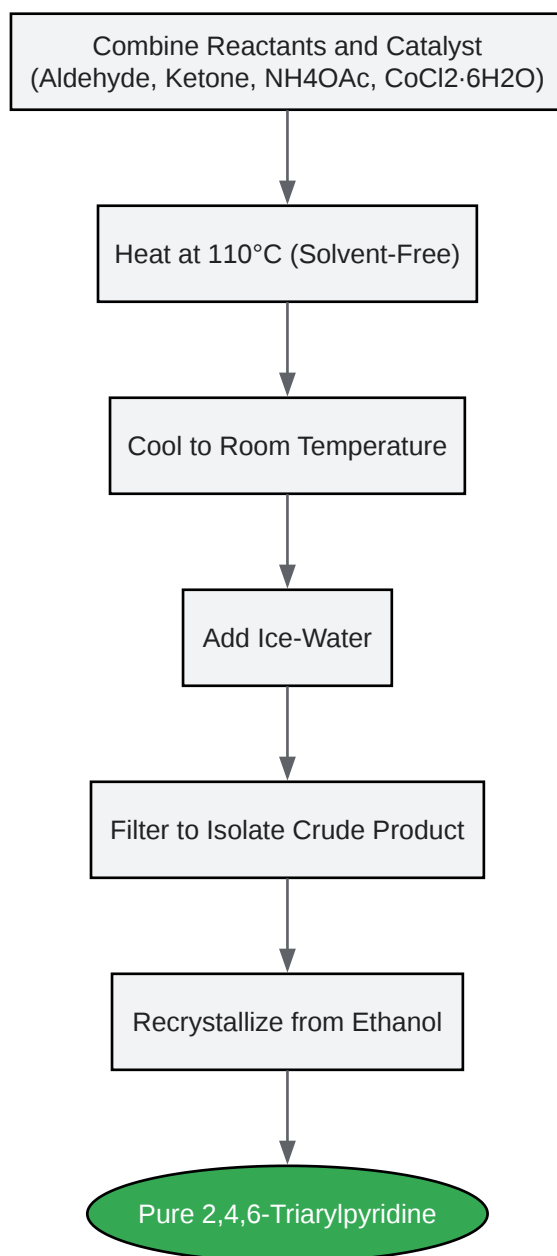 Combine Reactants and Catalyst
(Aldehyde, Ketone, NH4OAc, CoCl2·6H2O)
Heat at 110°C (Solvent-Free)
Cool to Room Temperature
Add Ice-Water
Filter to Isolate Crude Product
Recrystallize from Ethanol
Pure 2,4,6-Triarylpyridine